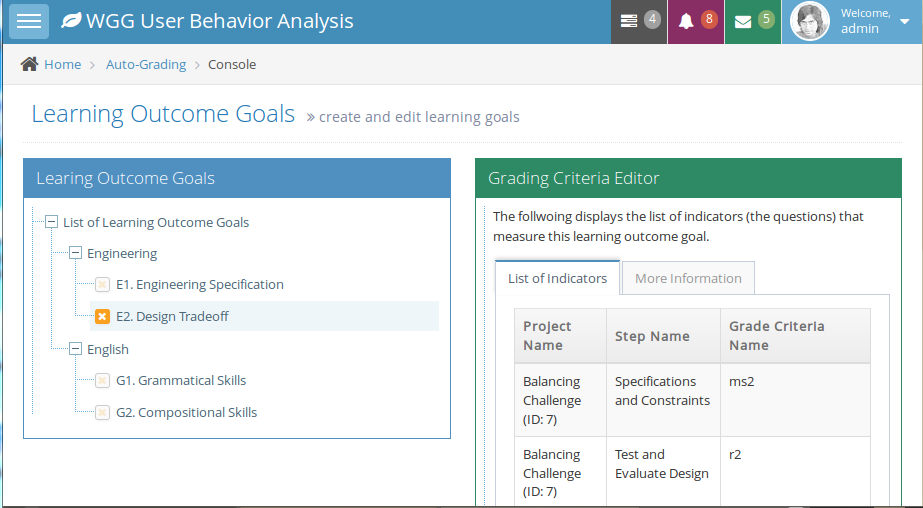 WGG User Behavior Analysis
4
8
5
Welcome,
admin
Home > Auto-Grading > Console
Learning Outcome Goals » create and edit learning goals
Learing Outcome Goals
List of Learning Outcome Goals
Engineering
E1. Engineering Specification
E2. Design Tradeoff
English
G1. Grammatical Skills
G2. Compositional Skills
Grading Criteria Editor
The follwoing displays the list of indicators (the questions) that
measure this learning outcome goal.
List of Indicators
More Information
Project
Name
Step Name
Grade Criteria
Name
Balancing
Challenge
(ID: 7)
Specifications
and Constraints
ms2
Balancing
Challenge
(ID: 7)
Test and
Evaluate Design
r2